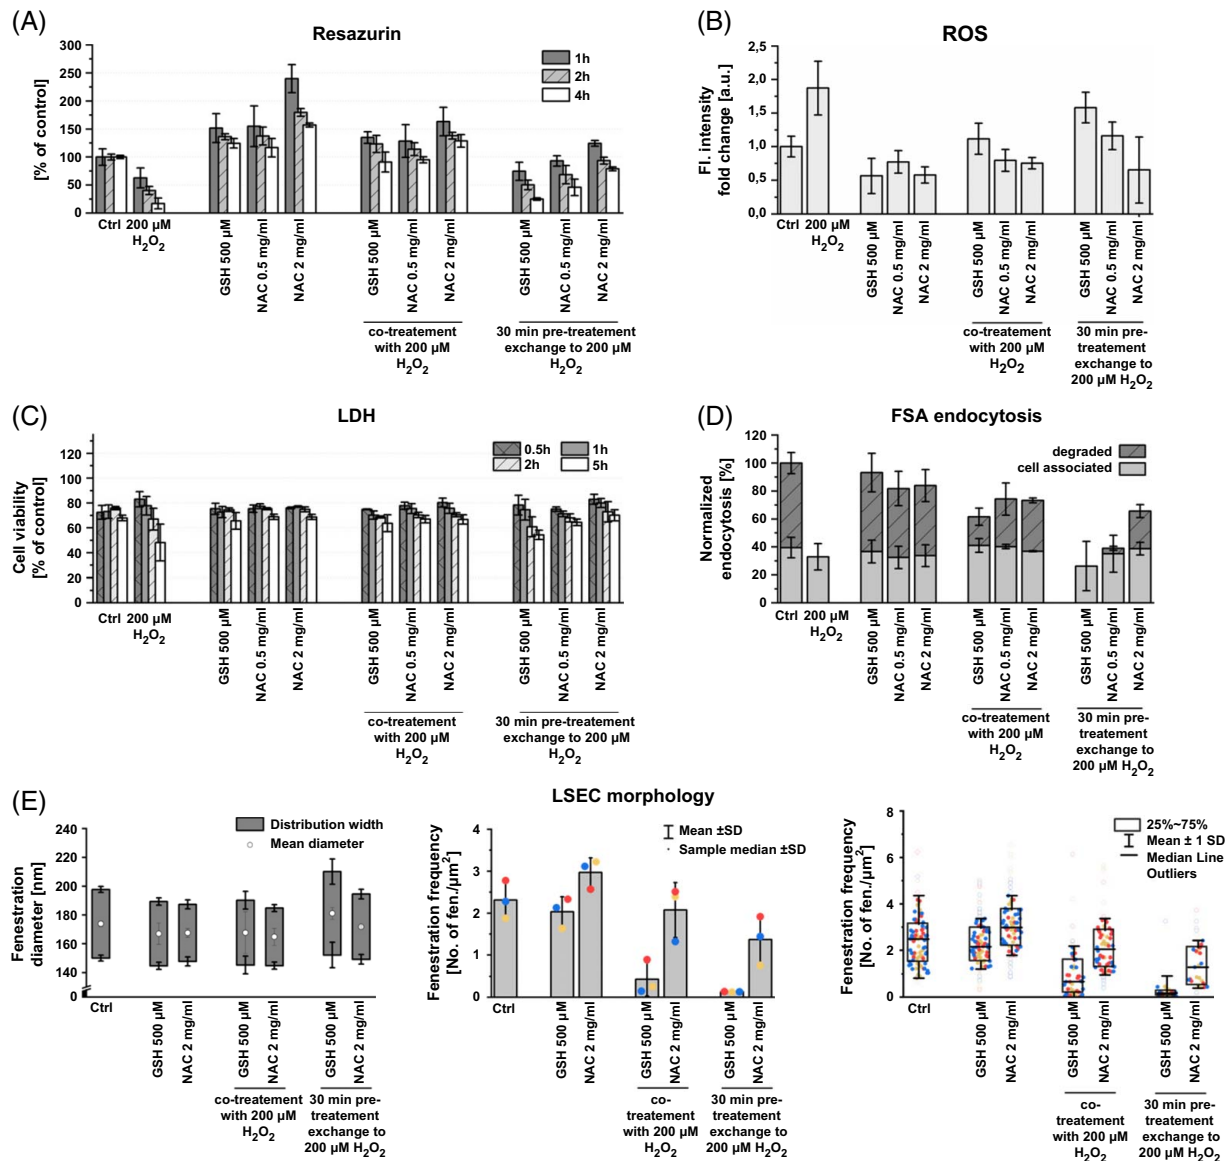 (A)
Resazurin
[% of control]
300
250
200
150
100
50
0
1h
2h
4h
Ctrl
200 µM
H2O2
GSH 500 µM
NAC 0.5 mg/ml
NAC 2 mg/ml
GSH 500 µM
NAC 0.5 mg/ml
NAC 2 mg/ml
GSH 500 µM
NAC 0.5 mg/ml
NAC 2 mg/ml
co-treatement
with 200 µM
H2O2
30 min pre-treatement
exchange to 200 µM
H2O2
(B)
ROS
Fl. intensity
fold change [a.u.]
2,5
2,0
1,5
1,0
0,5
0,0
Ctrl
200 µM
H2O2
GSH 500 µM
NAC 0.5 mg/ml
NAC 2 mg/ml
GSH 500 µM
NAC 0.5 mg/ml
NAC 2 mg/ml
GSH 500 µM
NAC 0.5 mg/ml
NAC 2 mg/ml
co-treatement
with 200 µM
H2O2
30 min pre-
treatement
exchange to
200 µM H2O2
(C)
LDH
Cell viability
[% of control]
120
100
80
60
40
20
0
0.5h
1h
2h
5h
Ctrl
200 µM
H2O2
GSH 500 µM
NAC 0.5 mg/ml
NAC 2 mg/ml
GSH 500 µM
NAC 0.5 mg/ml
NAC 2 mg/ml
GSH 500 µM
NAC 0.5 mg/ml
NAC 2 mg/ml
co-treatement
with 200 µM
H2O2
30 min pre-treatement
exchange to 200 µM
H2O2
(D)
FSA endocytosis
Normalized
endocytosis [%]
120
100
80
60
40
20
0
degraded
cell associated
Ctrl
200 µM
H2O2
GSH 500 µM
NAC 0.5 mg/ml
NAC 2 mg/ml
GSH 500 µM
NAC 0.5 mg/ml
NAC 2 mg/ml
GSH 500 µM
NAC 0.5 mg/ml
NAC 2 mg/ml
co-treatement
with 200 µM
H2O2
30 min pre-
treatement
exchange to
200 µM H2O2
(E)
LSEC morphology
Fenestration
diameter [nm]
240
220
200
180
160
140
0
Distribution width
Mean diameter
Ctrl
GSH 500 µM
NAC 2 mg/ml
GSH 500 µM
NAC 2 mg/ml
GSH 500 µM
NAC 2 mg/ml
co-treatement
with 200 µM
H2O2
30 min pre-
treatement
exchange to
200 µM H2O2
Fenestration frequency
[No. of fen./µm2]
4
3
2
1
0
Mean ±SD
Sample median ±SD
Ctrl
GSH 500 µM
NAC 2 mg/ml
GSH 500 µM
NAC 2 mg/ml
GSH 500 µM
NAC 2 mg/ml
co-
treatement
with 200 µM
H2O2
30 min pre-
treatement
exchange to
200 µM H2O2
Fenestration frequency
[No. of fen./µm2]
8
6
4
2
0
25%~75%
Mean ± 1 SD
Median Line
Outliers
Ctrl
GSH 500 µM
NAC 2 mg/ml
GSH 500 µM
NAC 2 mg/ml
GSH 500 µM
NAC 2 mg/ml
co-
treatement
with 200 µM
H2O2
30 min pre-
treatement
exchange to
200 µM H2O2